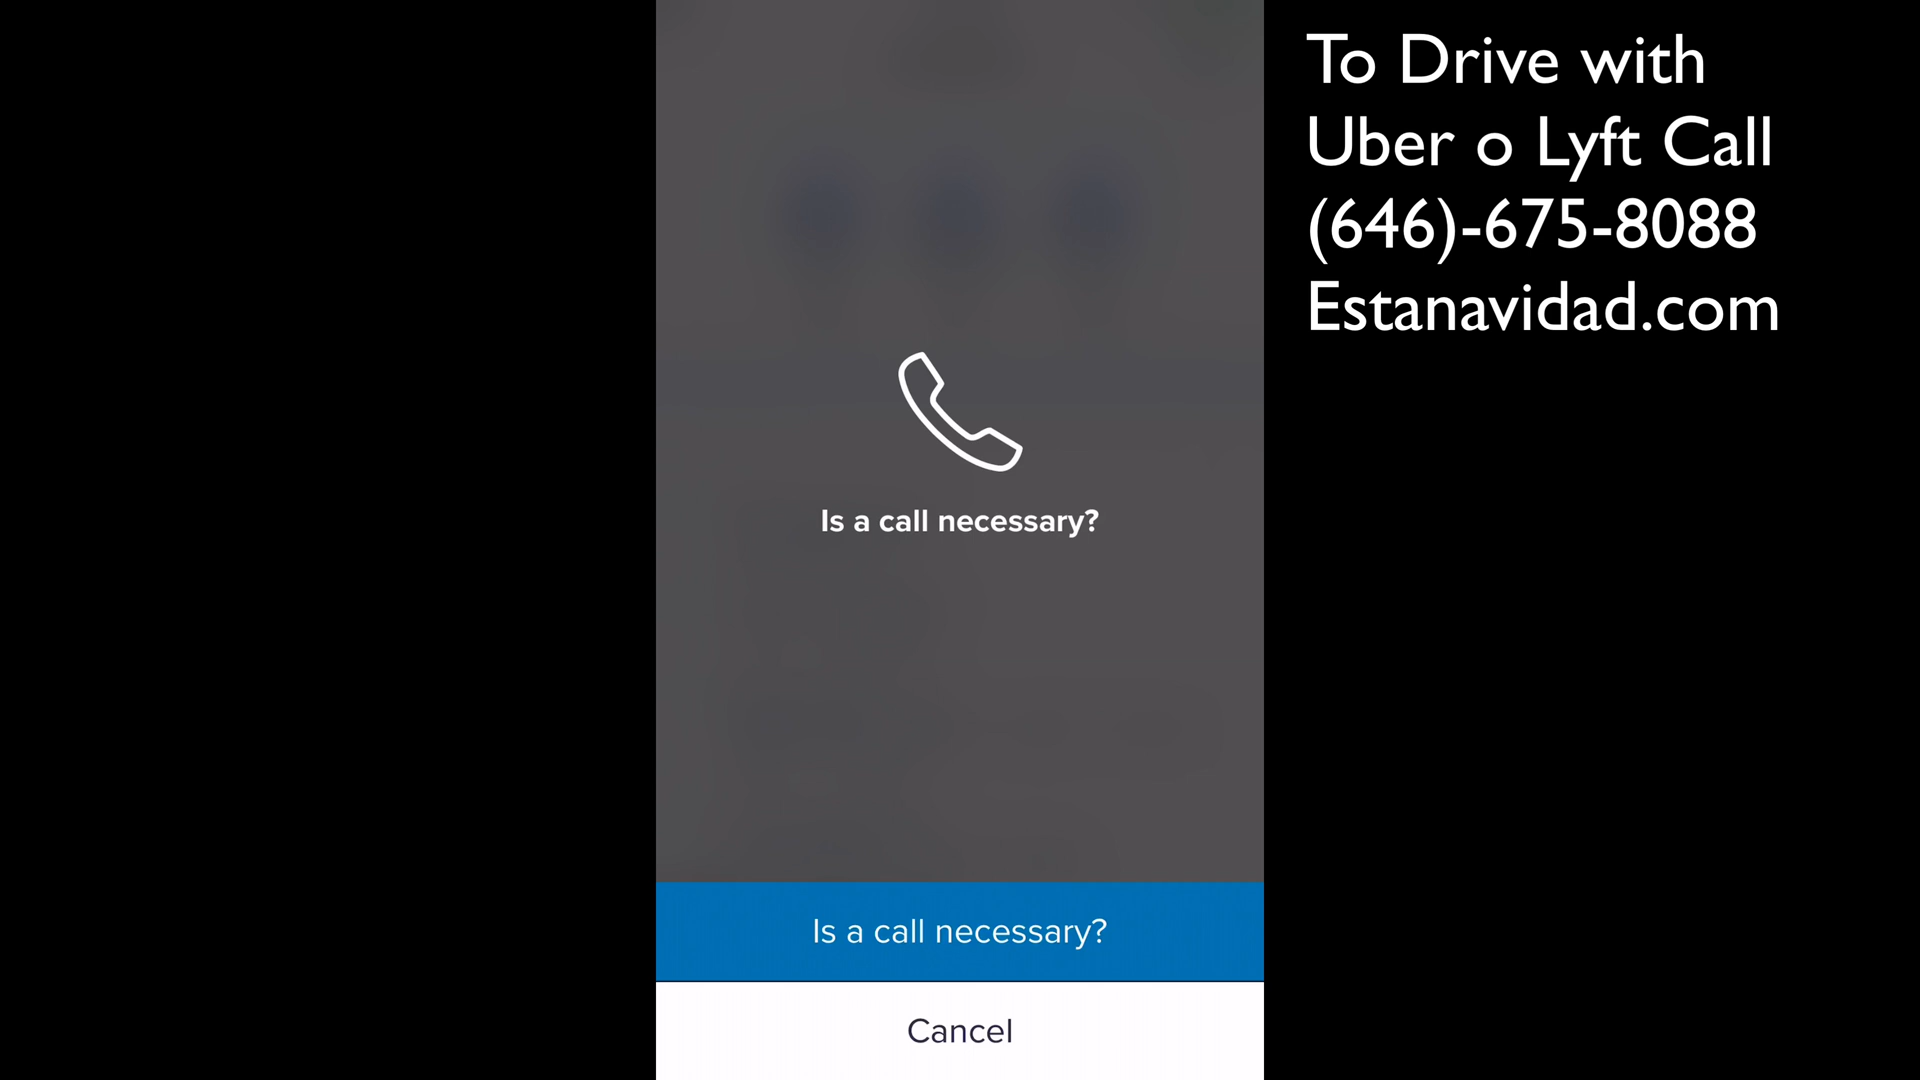 To Drive with
Uber o Lyft Call
(646)-675-8088
Estanavidad.com
Is a call necessary?
Is a call necessary?
Cancel